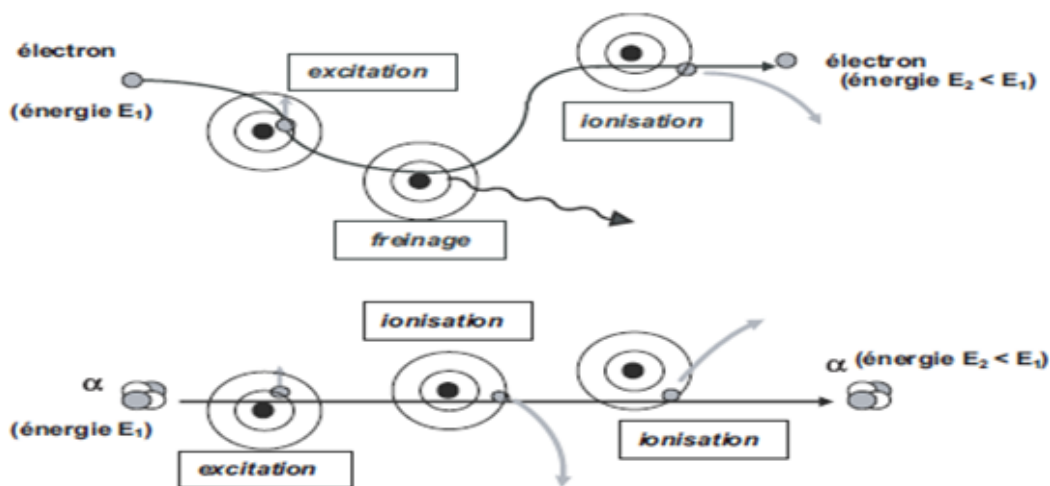 électron
(énergie E₁)
excitation
freinage
ionisation
électron
(énergie E₂ < E₁)
ionisation
α
(énergie E₁)
excitation
ionisation
α (énergie E₂ < E₁)